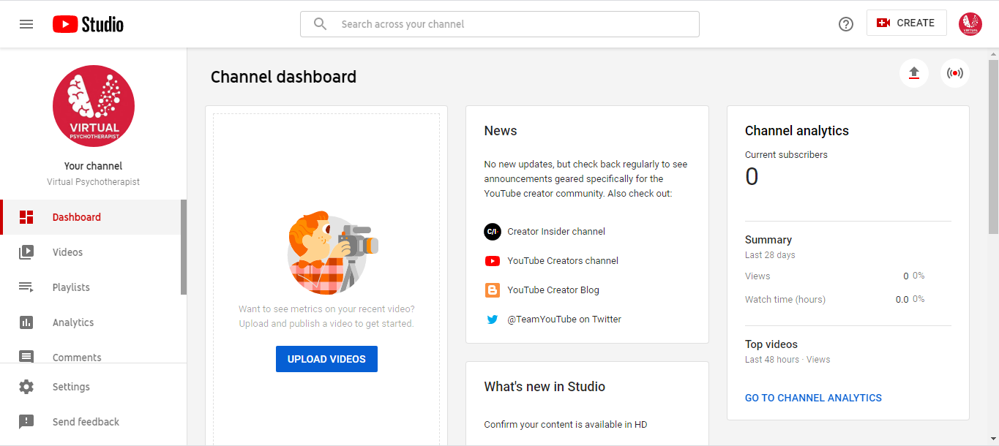 Studio
Search across your channel
CREATE
VIRTUAL
PSYCHOTHERAPIST
Your channel
Virtual Psychotherapist
Dashboard
Videos
Playlists
Analytics
Comments
Settings
Send feedback
Channel dashboard
Want to see metrics on your recent video?
Upload and publish a video to get started.
UPLOAD VIDEOS
News
No new updates, but check back regularly to see
announcements geared specifically for the
YouTube creator community. Also check out:
C/I
Creator Insider channel
YouTube Creators channel
YouTube Creator Blog
@TeamYouTube on Twitter
What's new in Studio
Confirm your content is available in HD
Channel analytics
Current subscribers
0
Summary
Last 28 days
Views 0 0%
Watch time (hours) 0.0 0%
Top videos
Last 48 hours · Views
GO TO CHANNEL ANALYTICS